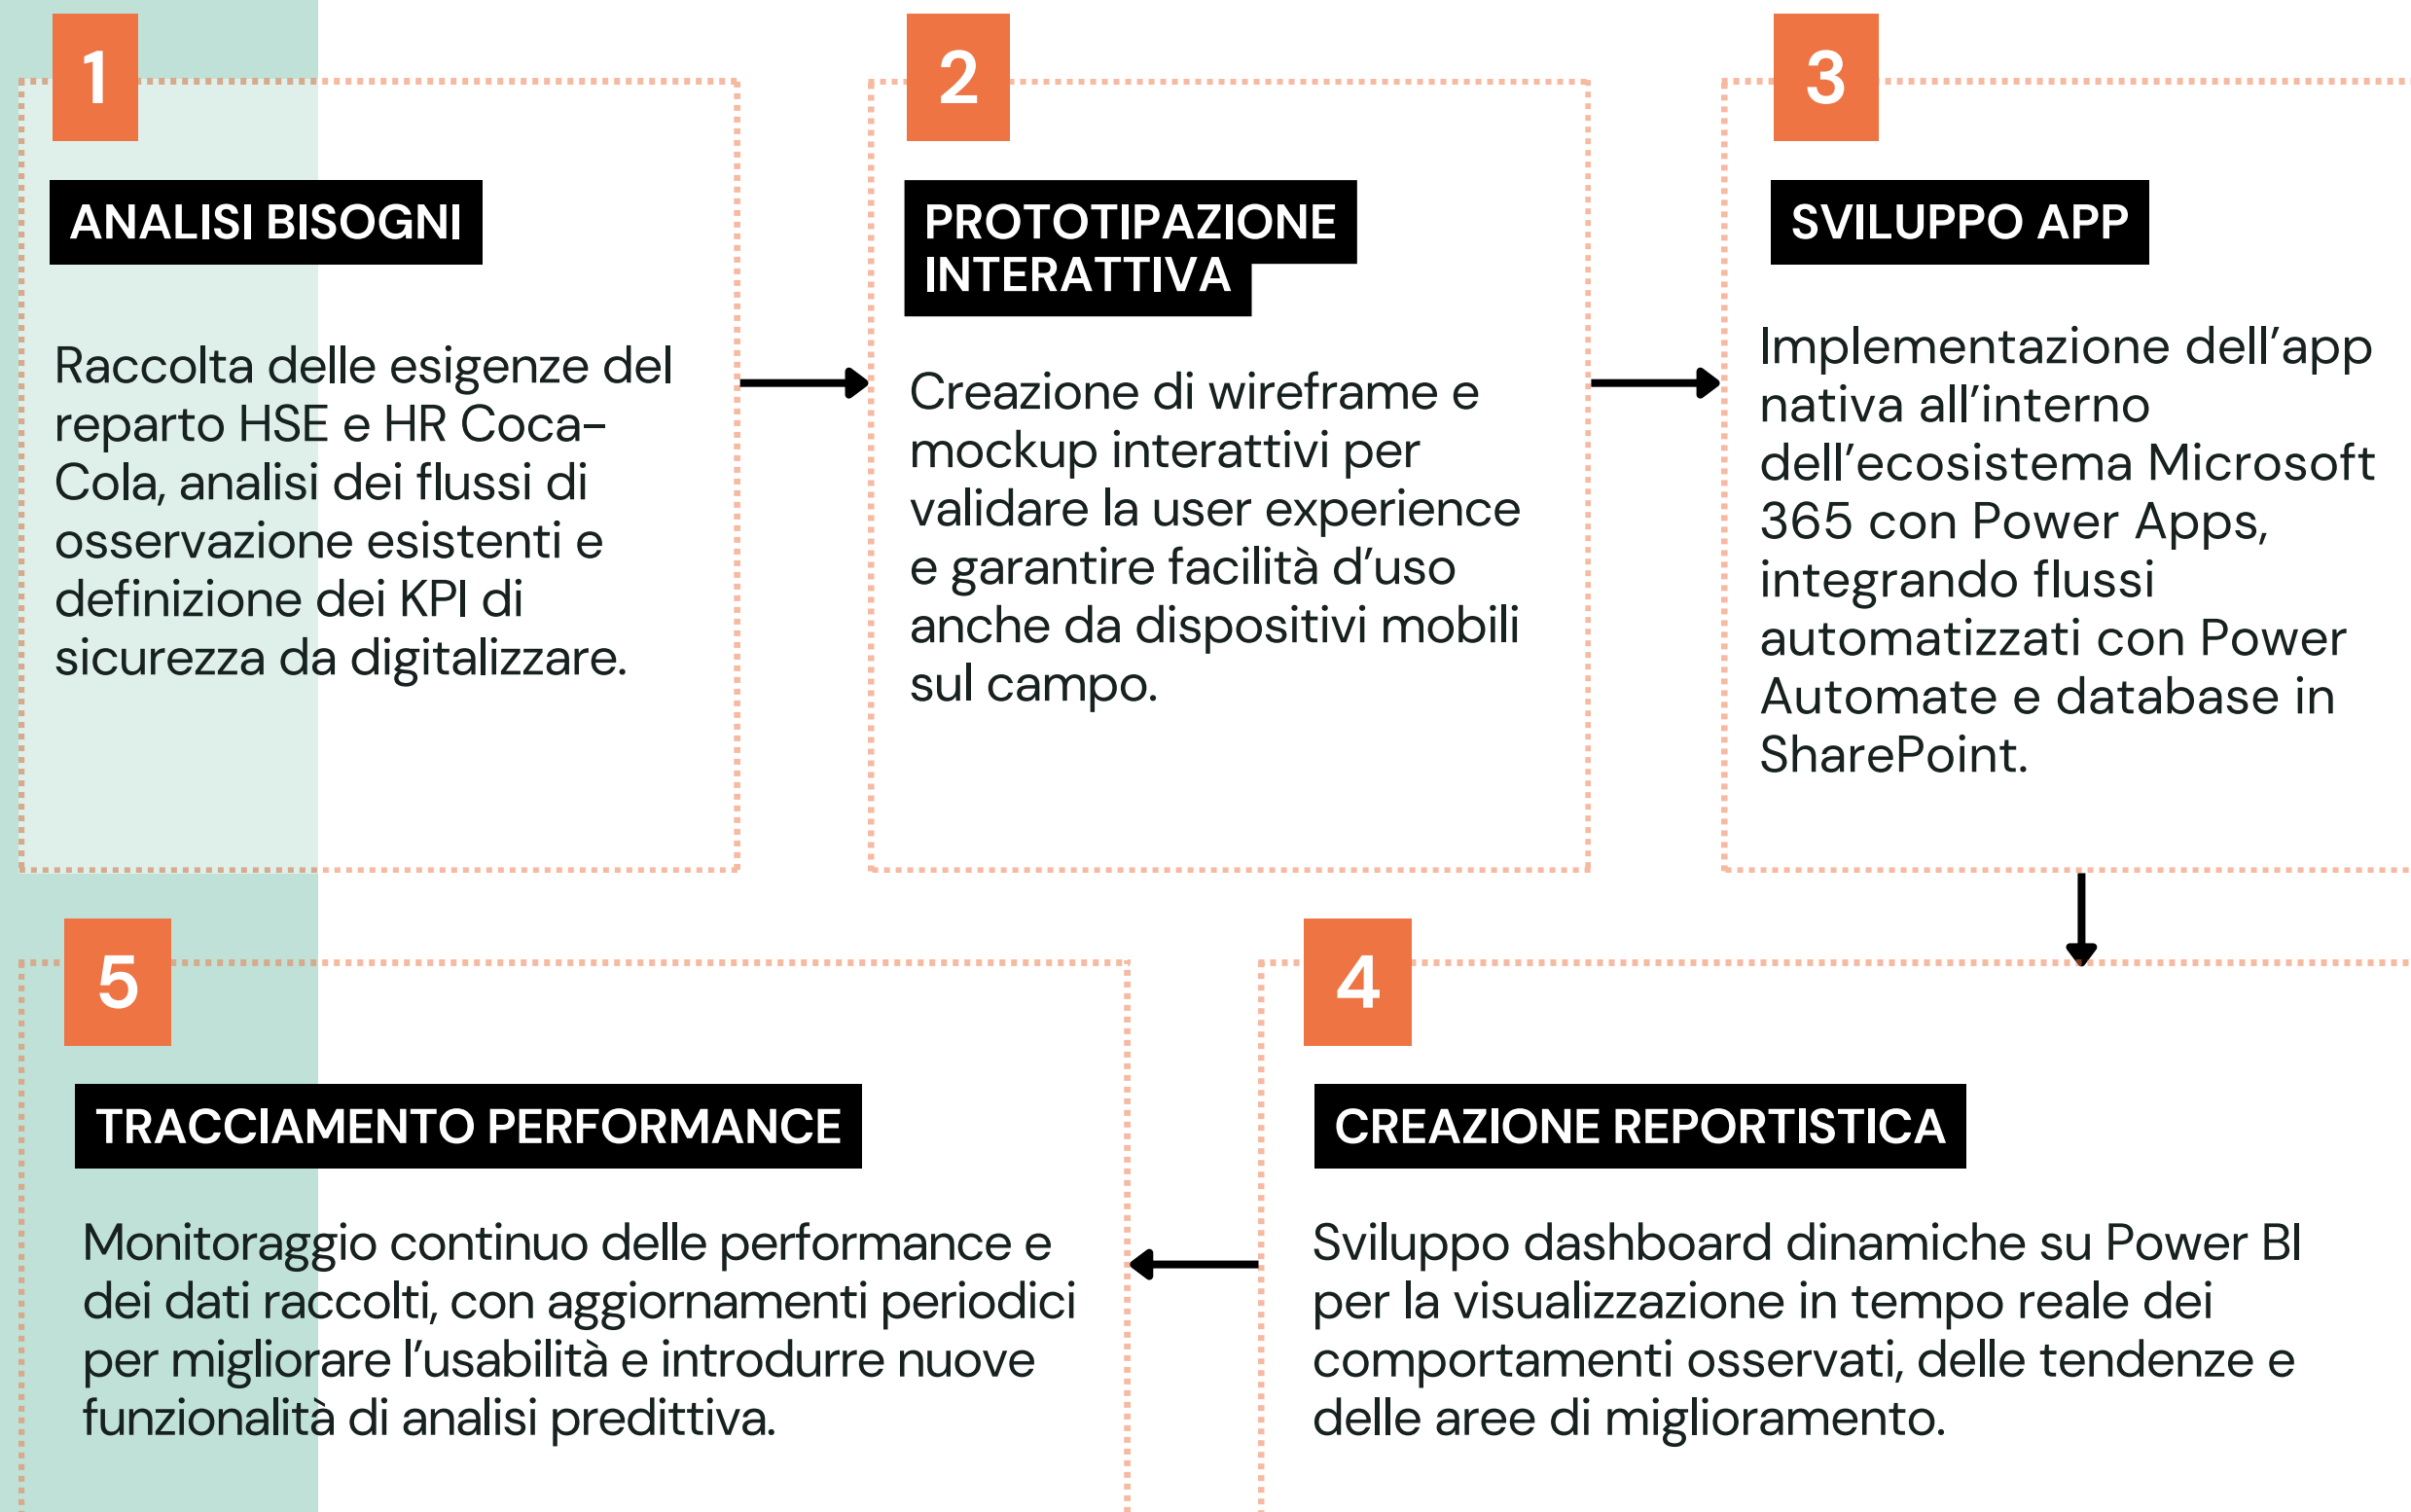 1
ANALISI BISOGNI
Raccolta delle esigenze del
reparto HSE e HR Coca-
Cola, analisi dei flussi di
osservazione esistenti e
definizione dei KPI di
sicurezza da digitalizzare.
2
PROTOTIPAZIONE
INTERATTIVA
Creazione di wireframe e
mockup interattivi per
validare la user experience
e garantire facilità d’uso
anche da dispositivi mobili
sul campo.
3
SVILUPPO APP
Implementazione dell’app
nativa all’interno
dell’ecosistema Microsoft
365 con Power Apps,
integrando flussi
automatizzati con Power
Automate e database in
SharePoint.
4
CREAZIONE REPORTISTICA
Sviluppo dashboard dinamiche su Power BI
per la visualizzazione in tempo reale dei
comportamenti osservati, delle tendenze e
delle aree di miglioramento.
5
TRACCIAMENTO PERFORMANCE
Monitoraggio continuo delle performance e
dei dati raccolti, con aggiornamenti periodici
per migliorare l’usabilità e introdurre nuove
funzionalità di analisi predittiva.